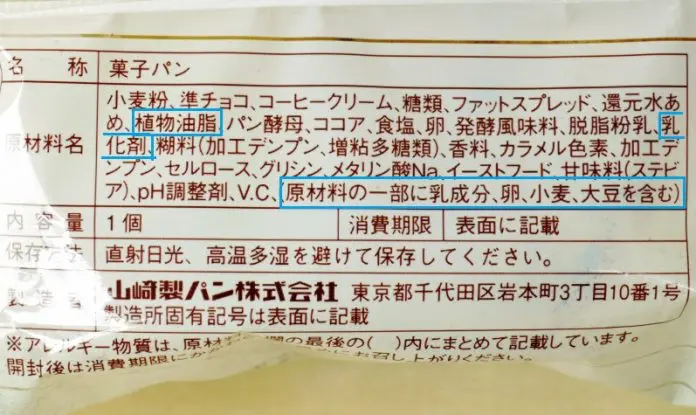 名 称 菓子パン
原材料名 小麦粉、準チョコ、コーヒークリーム、糖類、ファットスプレッド、還元水あ
め、植物油脂、パン酵母、ココア、食塩、卵、発酵風味料、脱脂粉乳、乳
化剤、糊料(加工デンプン、増粘多糖類)、香料、カラメル色素、加工デ
ンプン、セルロース、グリシン、メタリン酸Na、イーストフード、甘味料(ステビ
ア)、pH調整剤、V.C、(原材料の一部に乳成分、卵、小麦、大豆を含む)
内容量 1個 消費期限 表面に記載
保存方法 直射日光、高温多湿を避けて保存してください。
製造者 山崎製パン株式会社 東京都千代田区岩本町3丁目10番1号
製造所固有記号は表面に記載
※アレルギー物質は、原材料名欄の最後の( )内にまとめて記載しています。
開封後は消費期限に お召し上がりください。